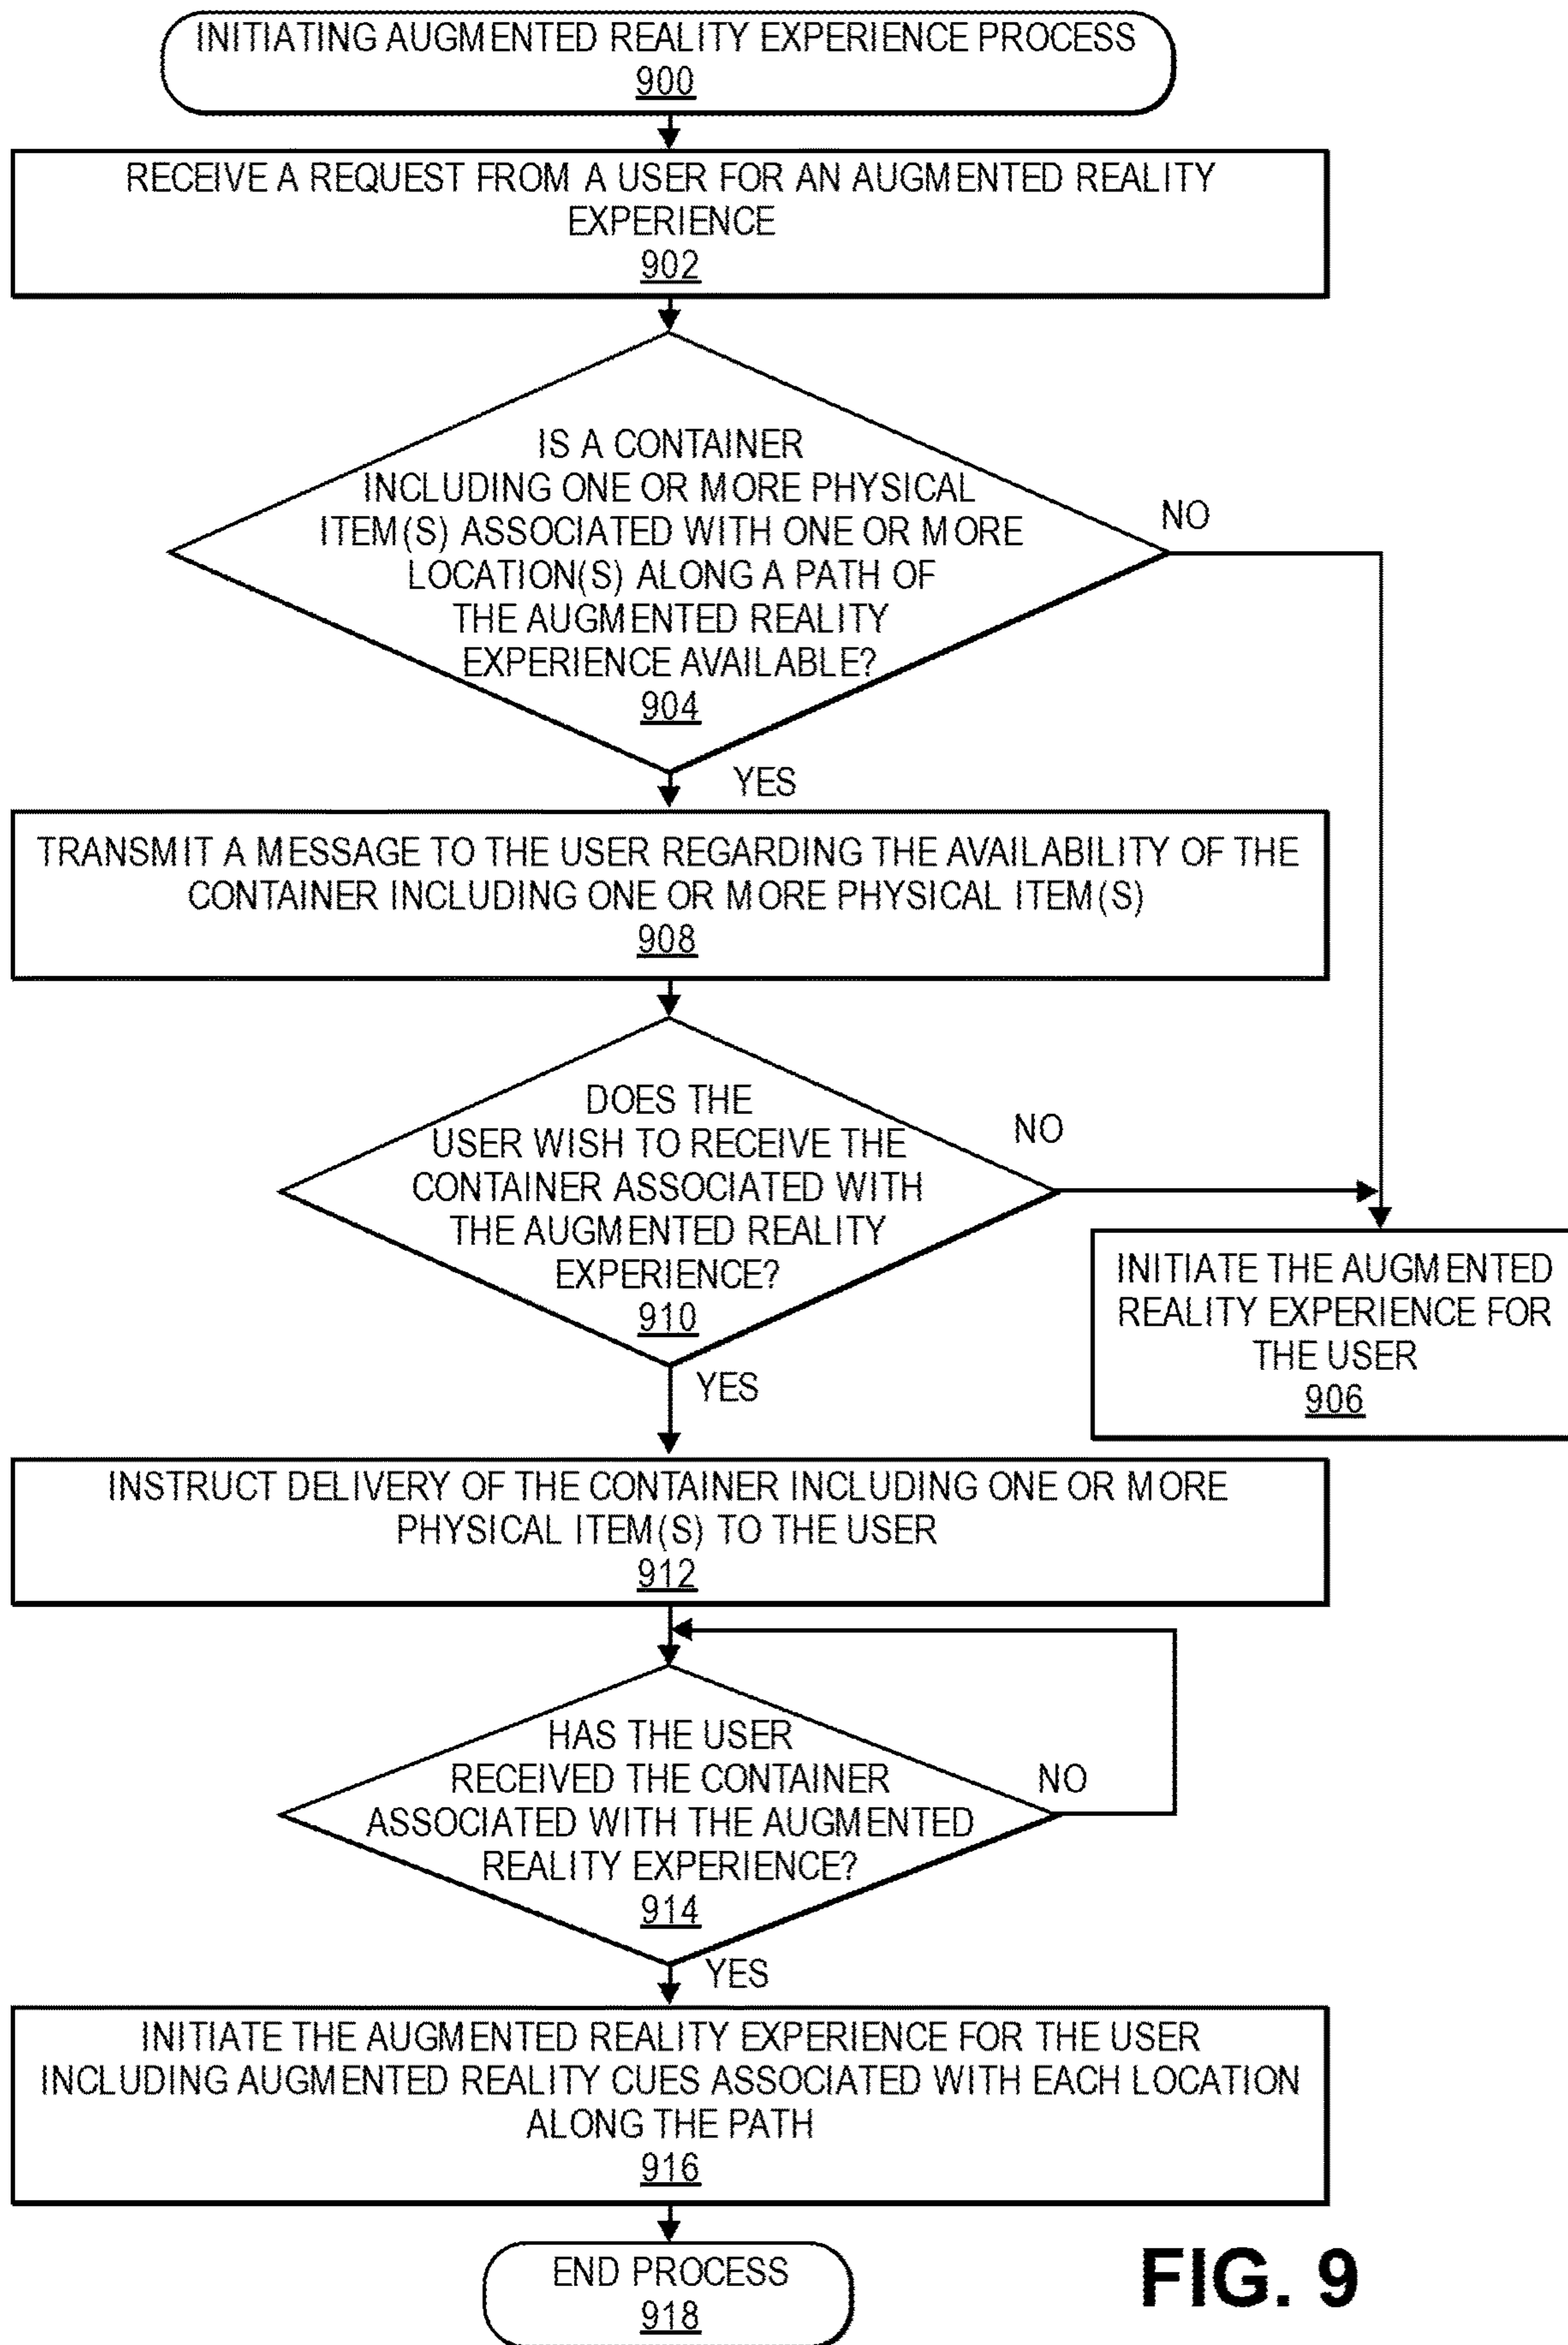 INITIATING AUGMENTED REALITY EXPERIENCE PROCESS
900
RECEIVE A REQUEST FROM A USER FOR AN AUGMENTED REALITY
EXPERIENCE
902
IS A CONTAINER
INCLUDING ONE OR MORE PHYSICAL
ITEM(S) ASSOCIATED WITH ONE OR MORE
LOCATION(S) ALONG A PATH OF
THE AUGMENTED REALITY
EXPERIENCE AVAILABLE?
904
NO
YES
TRANSMIT A MESSAGE TO THE USER REGARDING THE AVAILABILITY OF THE
CONTAINER INCLUDING ONE OR MORE PHYSICAL ITEM(S)
908
DOES THE
USER WISH TO RECEIVE THE
CONTAINER ASSOCIATED WITH
THE AUGMENTED REALITY
EXPERIENCE?
910
NO
YES
INITIATE THE AUGMENTED
REALITY EXPERIENCE FOR
THE USER
906
INSTRUCT DELIVERY OF THE CONTAINER INCLUDING ONE OR MORE
PHYSICAL ITEM(S) TO THE USER
912
HAS THE USER
RECEIVED THE CONTAINER
ASSOCIATED WITH THE AUGMENTED
REALITY EXPERIENCE?
914
NO
YES
INITIATE THE AUGMENTED REALITY EXPERIENCE FOR THE USER
INCLUDING AUGMENTED REALITY CUES ASSOCIATED WITH EACH LOCATION
ALONG THE PATH
916
END PROCESS
918
FIG. 9